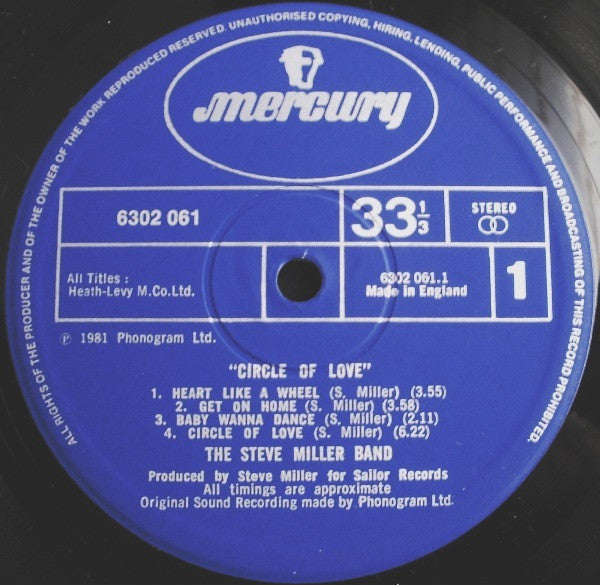 ALL RIGHTS OF THE PRODUCER AND OF THE OWNER OF THE WORK REPRODUCED RESERVED. UNAUTHORISED COPYING, HIRING, LENDING, PUBLIC PERFORMANCE AND BROADCASTING OF THIS RECORD PROHIBITED.
mercury
6302 061
33 1/3
STEREO
All Titles :
Heath-Levy M.Co.Ltd.
6302 061.1
Made in England
1
℗ 1981 Phonogram Ltd.
"CIRCLE OF LOVE"
1. HEART LIKE A WHEEL (S. Miller) (3.55)
2. GET ON HOME (S. Miller) (3.58)
3. BABY WANNA DANCE (S. Miller) (2.11)
4. CIRCLE OF LOVE (S. Miller) (6.22)
THE STEVE MILLER BAND
Produced by Steve Miller for Sailor Records
All timings are approximate
Original Sound Recording made by Phonogram Ltd.